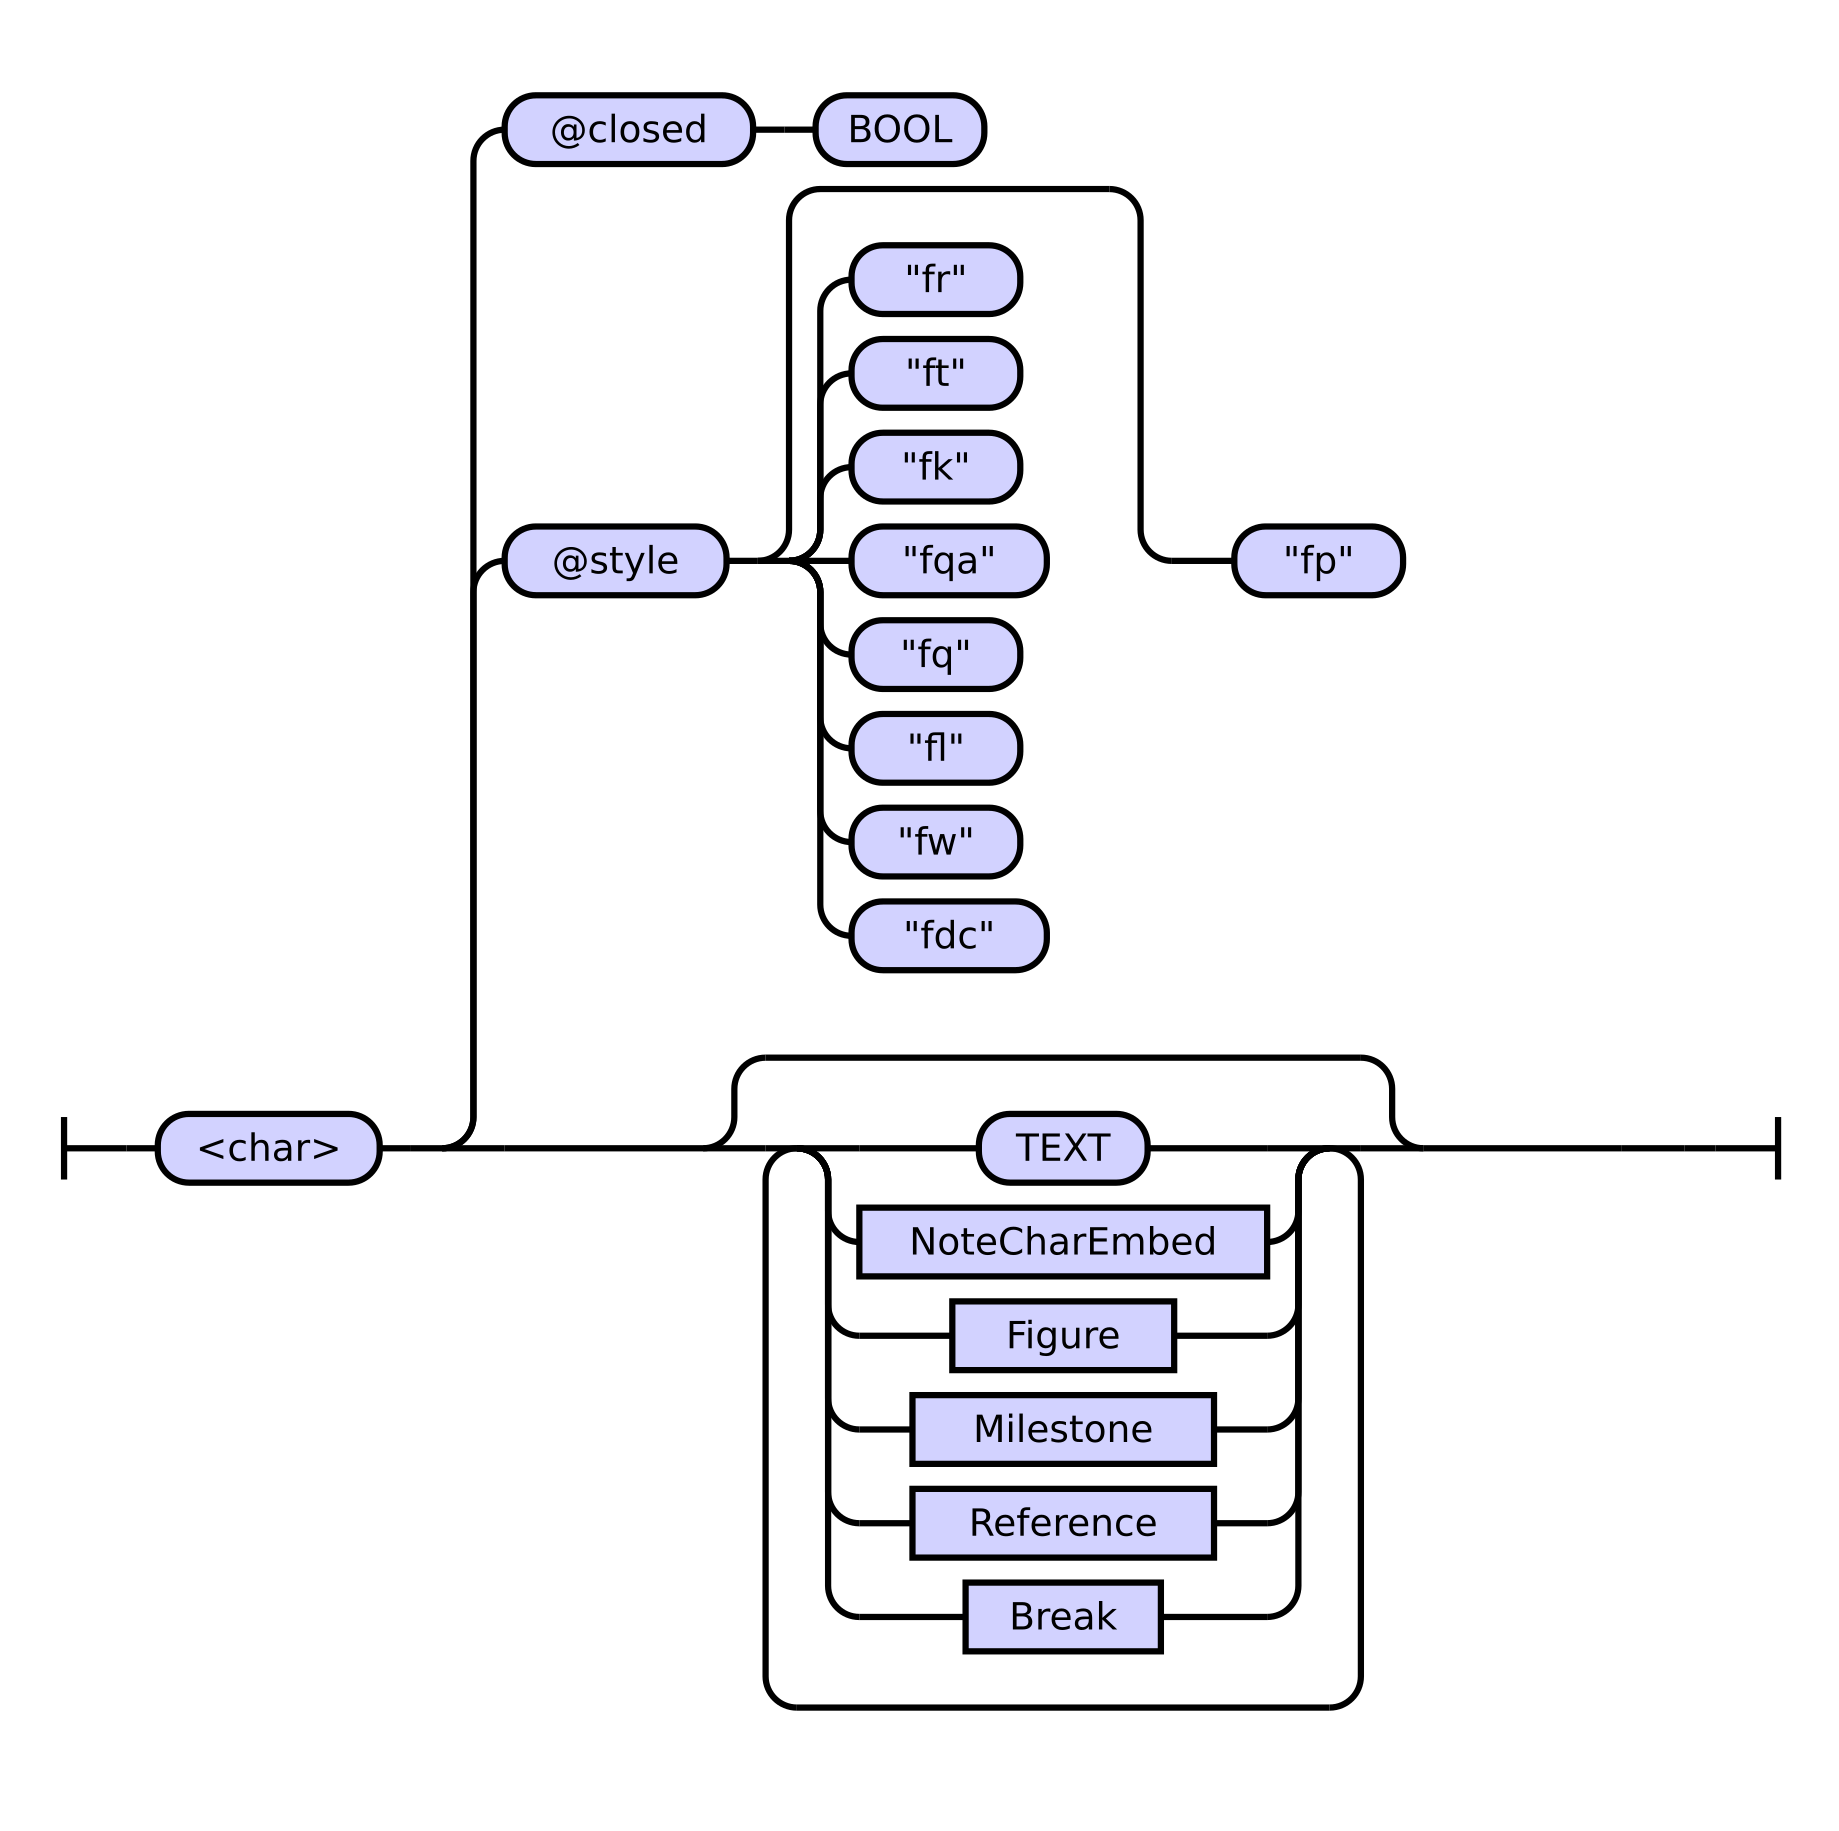 @closed BOOL
"fr"
"ft"
"fk"
@style "fqa" "fp"
"fq"
"fl"
"fw"
"fdc"
<char> TEXT
NoteCharEmbed
Figure
Milestone
Reference
Break